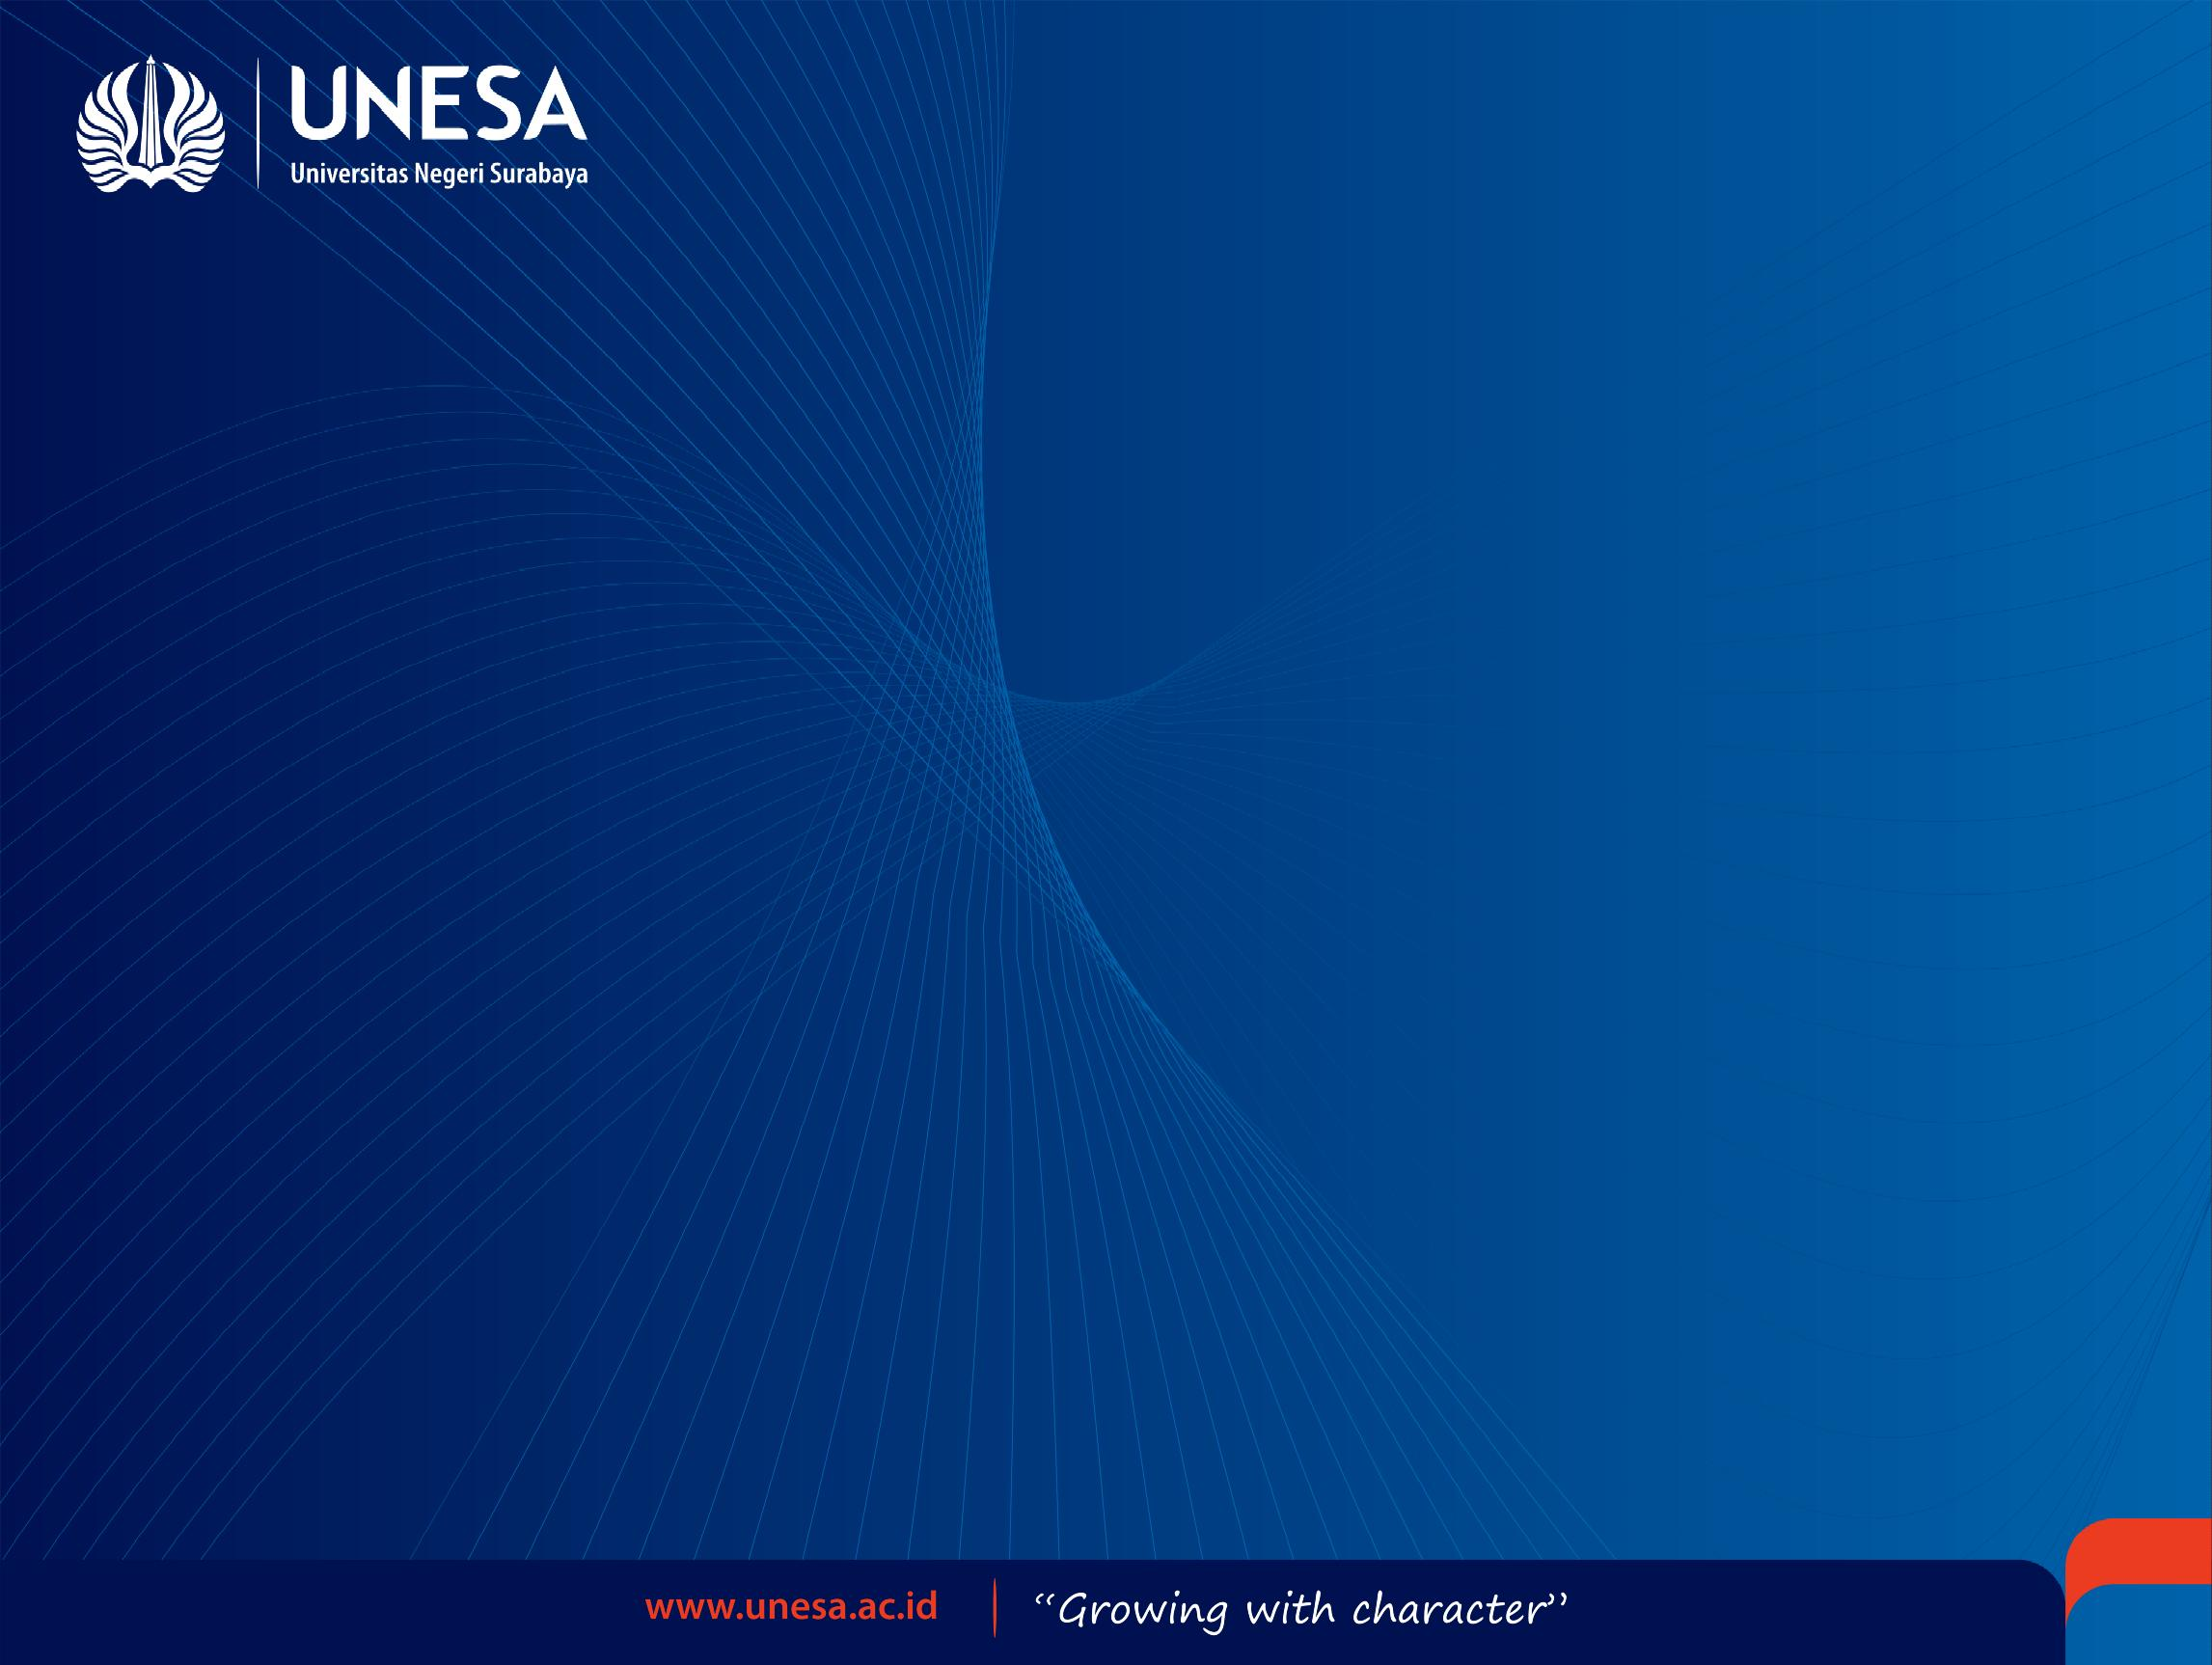 UNESA
Universitas Negeri Surabaya
www.unesa.ac.id
“Growing with character”